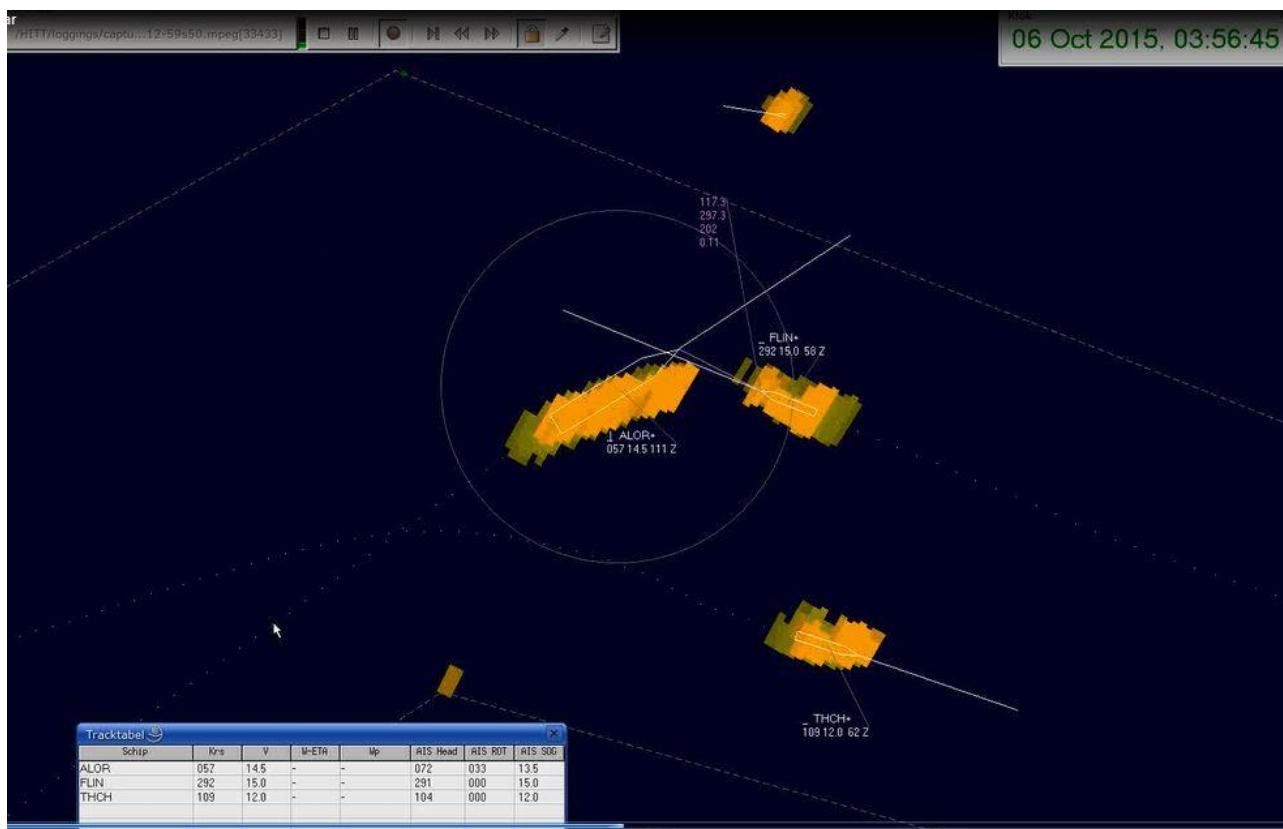 ar
/HITT/loggings/captu...12-59s50.mpeg[33433]
Klok
06 Oct 2015, 03:56:45
117.3
297.3
202
0.11
_ FLIN+
292 15.0 58 Z
1 ALOR+
057 14.5 111 Z
_ THCH+
109 12.0 62 Z
Tracktabel
Schip Krs V W-ETA Wp AIS Head AIS ROT AIS SOG
ALOR 057 14.5 - - 072 033 13.5
FLIN 292 15.0 - - 291 000 15.0
THCH 109 12.0 - - 104 000 12.0